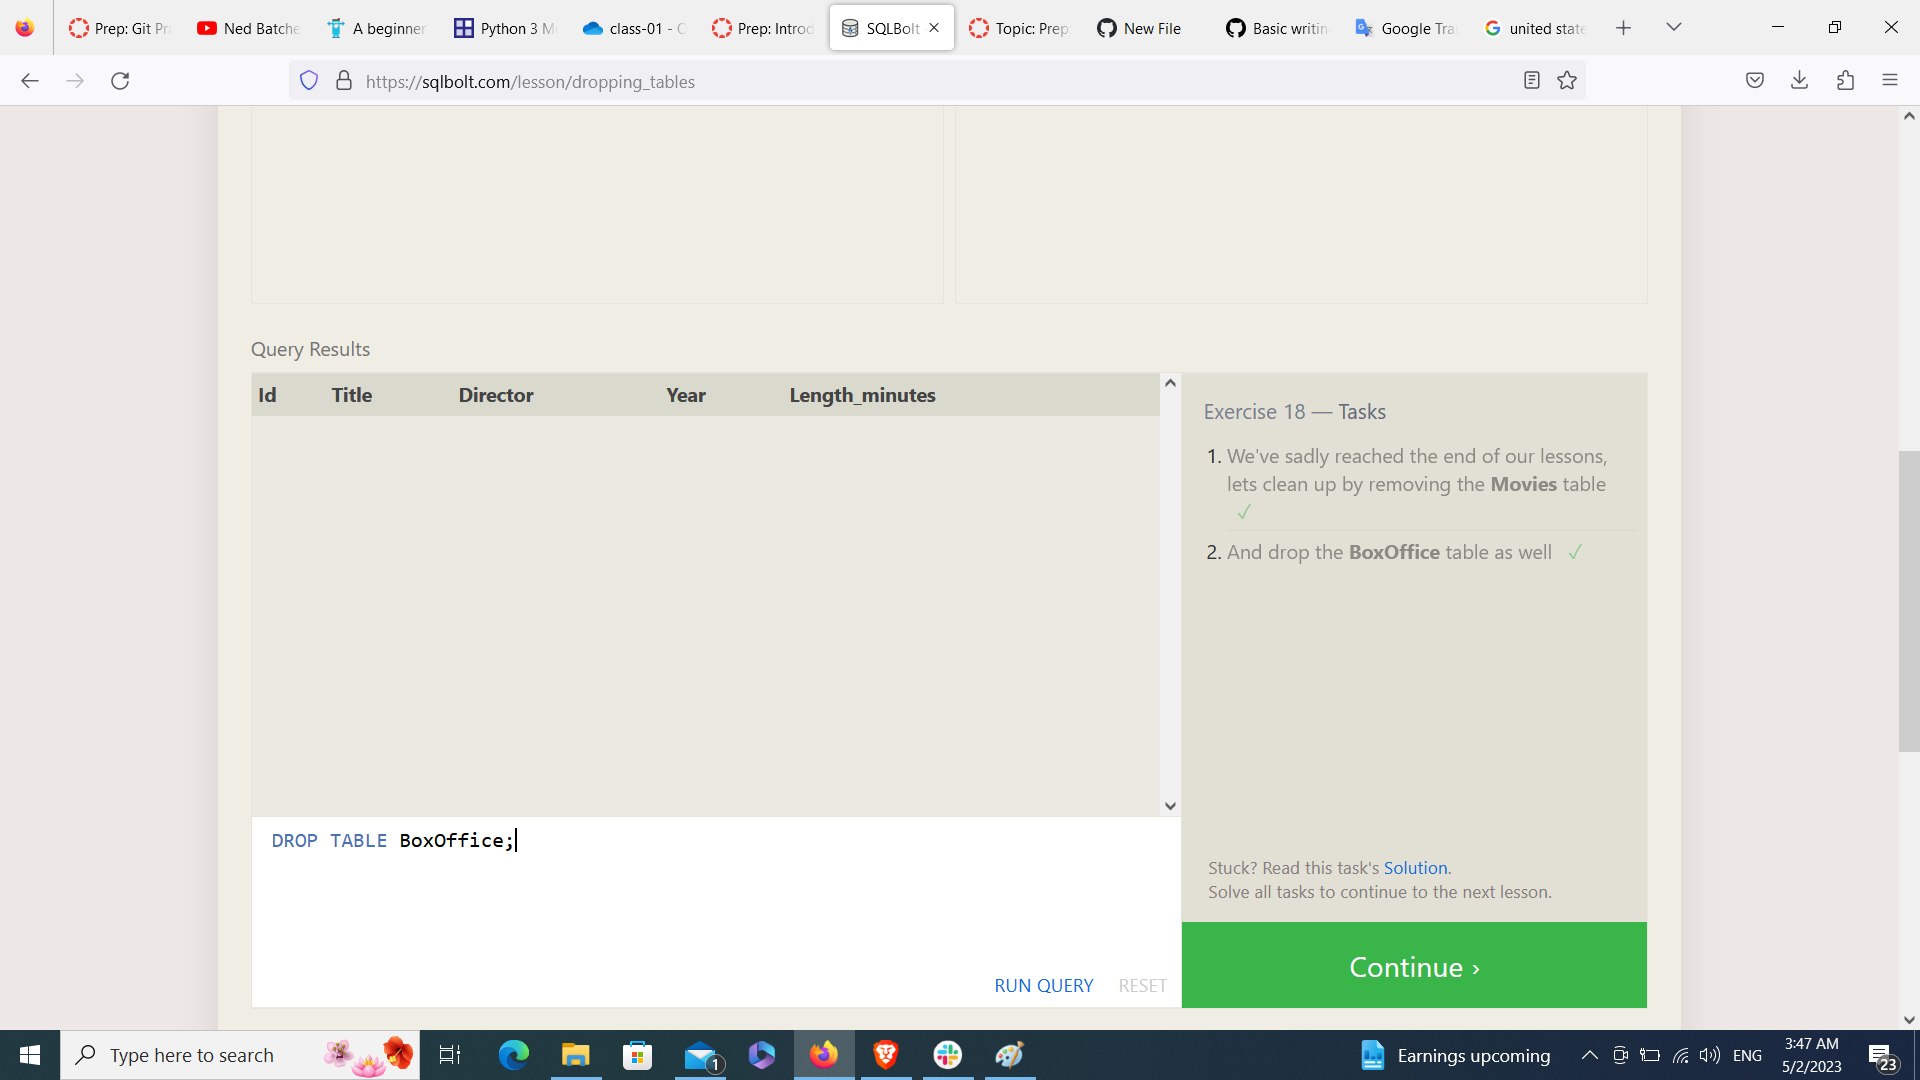 Prep: Git Pr
Ned Batche
A beginner
Python 3 M
class-01 - O
Prep: Introd
SQLBolt
Topic: Prep
New File
Basic writin
Google Tra
united state
https://sqlbolt.com/lesson/dropping_tables
Query Results
Id Title Director Year Length_minutes
Exercise 18 — Tasks
1. We've sadly reached the end of our lessons,
lets clean up by removing the Movies table
✓
2. And drop the BoxOffice table as well ✓
DROP TABLE BoxOffice;
Stuck? Read this task's Solution.
Solve all tasks to continue to the next lesson.
RUN QUERY RESET
Continue ›
Type here to search
1
Earnings upcoming
ENG
3:47 AM
5/2/2023
23